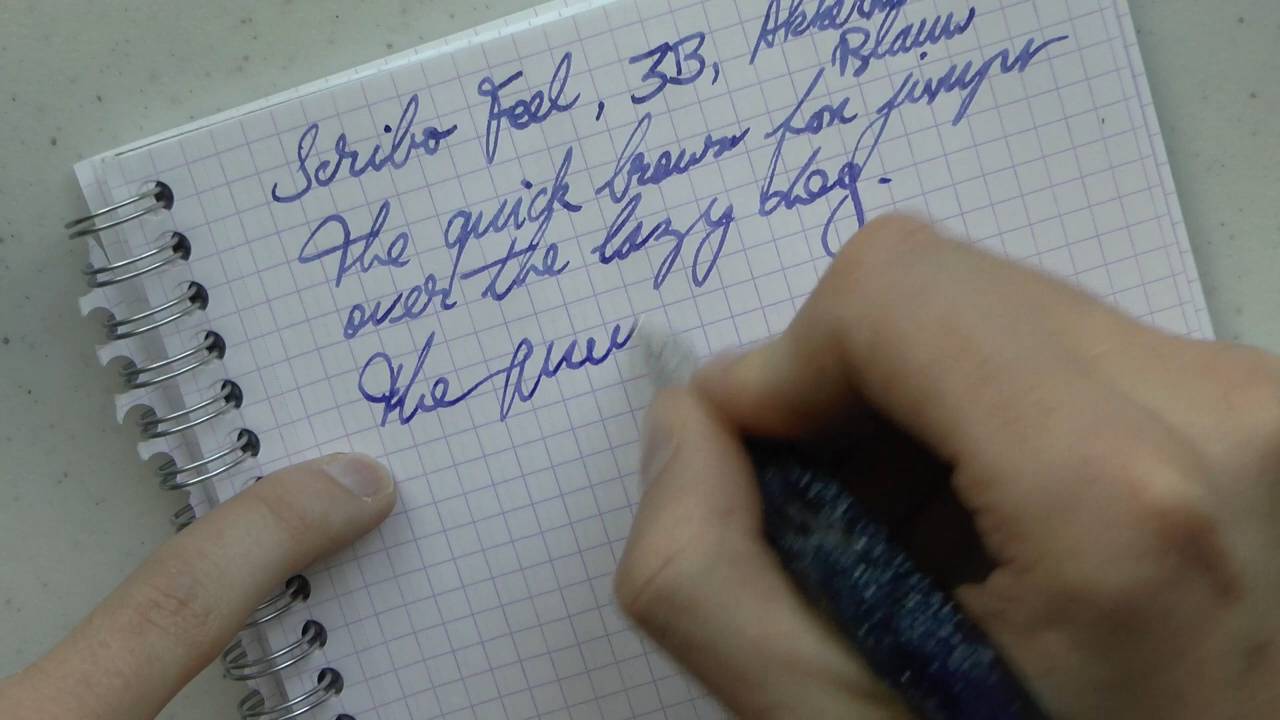 Scribo Feel, 3B,
Blau
The quick brown fox jumps
over the lazy dog.
The